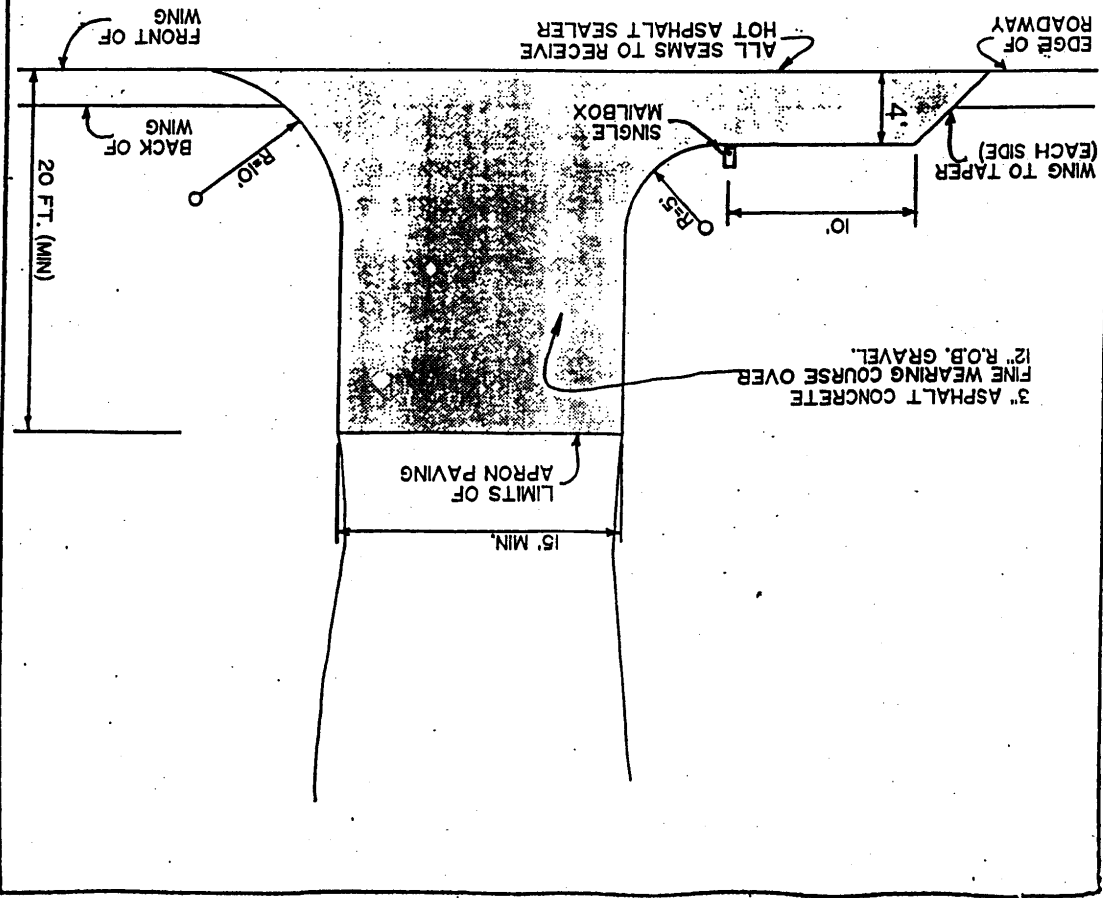 15' MIN.
LIMITS OF
APRON PAVING
3" ASPHALT CONCRETE
FINE WEARING COURSE OVER
12" R.O.B. GRAVEL.
20 FT. (MIN)
R=10'
R=5'
10'
BACK OF
WING
SINGLE
MAILBOX
4'
WING TO TAPER
(EACH SIDE)
FRONT OF
WING
ALL SEAMS TO RECEIVE
HOT ASPHALT SEALER
EDGE OF
ROADWAY